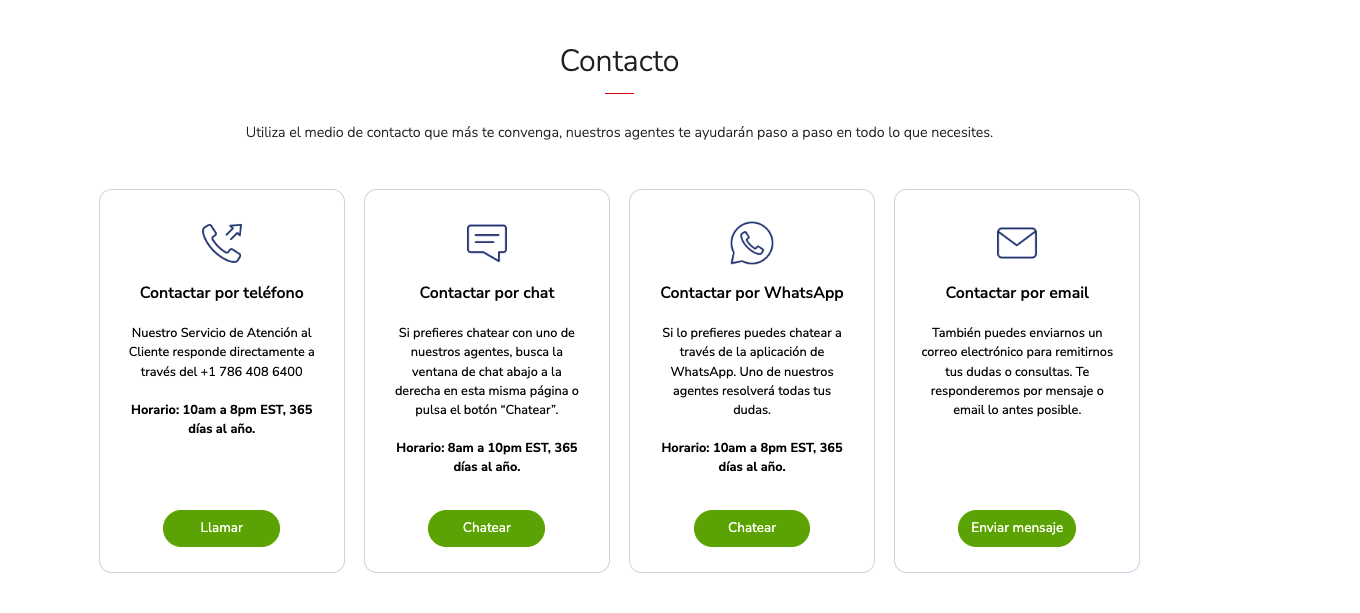 Contacto
Utiliza el medio de contacto que más te convenga, nuestros agentes te ayudarán paso a paso en todo lo que necesites.
Contactar por teléfono
Nuestro Servicio de Atención al
Cliente responde directamente a
través del +1 786 408 6400
Horario: 10am a 8pm EST, 365
días al año.
Llamar
Contactar por chat
Si prefieres chatear con uno de
nuestros agentes, busca la
ventana de chat abajo a la
derecha en esta misma página o
pulsa el botón “Chatear”.
Horario: 8am a 10pm EST, 365
días al año.
Chatear
Contactar por WhatsApp
Si lo prefieres puedes chatear a
través de la aplicación de
WhatsApp. Uno de nuestros
agentes resolverá todas tus
dudas.
Horario: 10am a 8pm EST, 365
días al año.
Chatear
Contactar por email
También puedes enviarnos un
correo electrónico para remitirnos
tus dudas o consultas. Te
responderemos por mensaje o
email lo antes posible.
Enviar mensaje